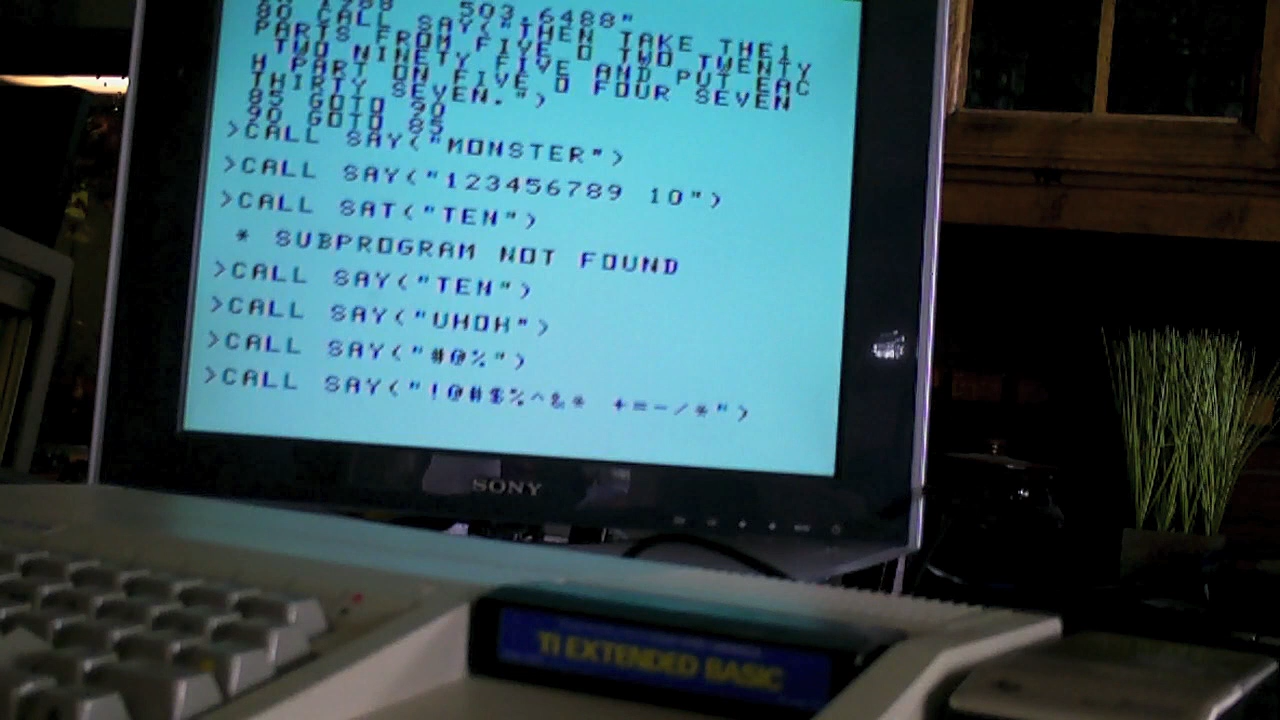 503.6488"
80 CALL SAY("THEN TAKE THE1
PARTS FROM FIVE O TWO TWENTY
TWO NINETY FIVE AND PUT EAC
H PART ON FIVE O FOUR SEVEN
THIRTY SEVEN.")
85 GOTO 90
90 GOTO 85
>CALL SAY("MONSTER")
>CALL SAY("123456789 10")
>CALL SAT("TEN")
* SUBPROGRAM NOT FOUND
>CALL SAY("TEN")
>CALL SAY("UHOH")
>CALL SAY("#@%")
>CALL SAY("!@#$%^&* +=-/*")
SONY
TI EXTENDED BASIC